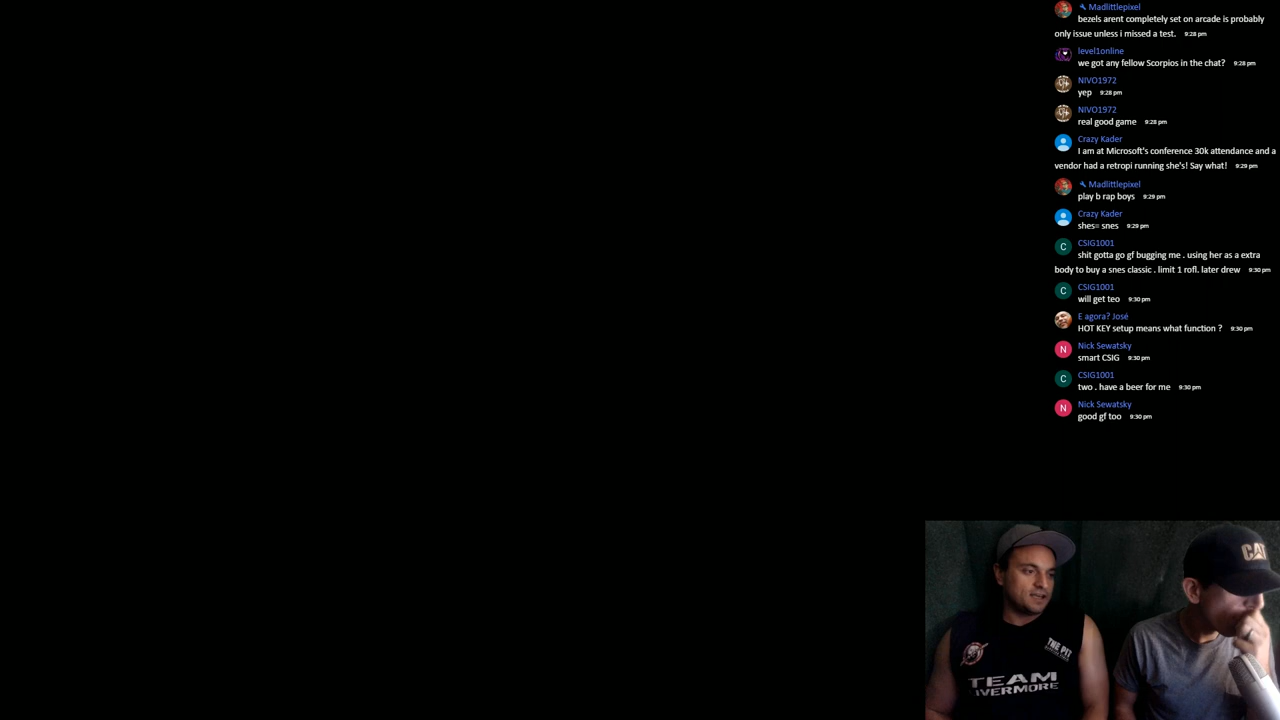 Madlittlepixel
bezels arent completely set on arcade is probably
only issue unless i missed a test. 9:28 pm
level1online
we got any fellow Scorpios in the chat? 9:28 pm
NIVO1972
yep 9:28 pm
NIVO1972
real good game 9:28 pm
Crazy Kader
I am at Microsoft's conference 30k attendance and a
vendor had a retropi running she's! Say what! 9:29 pm
Madlittlepixel
play b rap boys 9:29 pm
Crazy Kader
shes= snes 9:29 pm
C CSIG1001
shit gotta go gf bugging me . using her as a extra
body to buy a snes classic . limit 1 rofl. later drew 9:30 pm
C CSIG1001
will get teo 9:30 pm
E agora? José
HOT KEY setup means what function ? 9:30 pm
N Nick Sewatsky
smart CSIG 9:30 pm
C CSIG1001
two . have a beer for me 9:30 pm
N Nick Sewatsky
good gf too 9:30 pm
CAT
THE PIT
TEAM
LIVERMORE